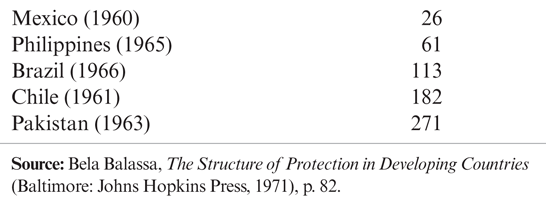 Mexico (1960) 26
Philippines (1965) 61
Brazil (1966) 113
Chile (1961) 182
Pakistan (1963) 271
Source: Bela Balassa, The Structure of Protection in Developing Countries
(Baltimore: Johns Hopkins Press, 1971), p. 82.